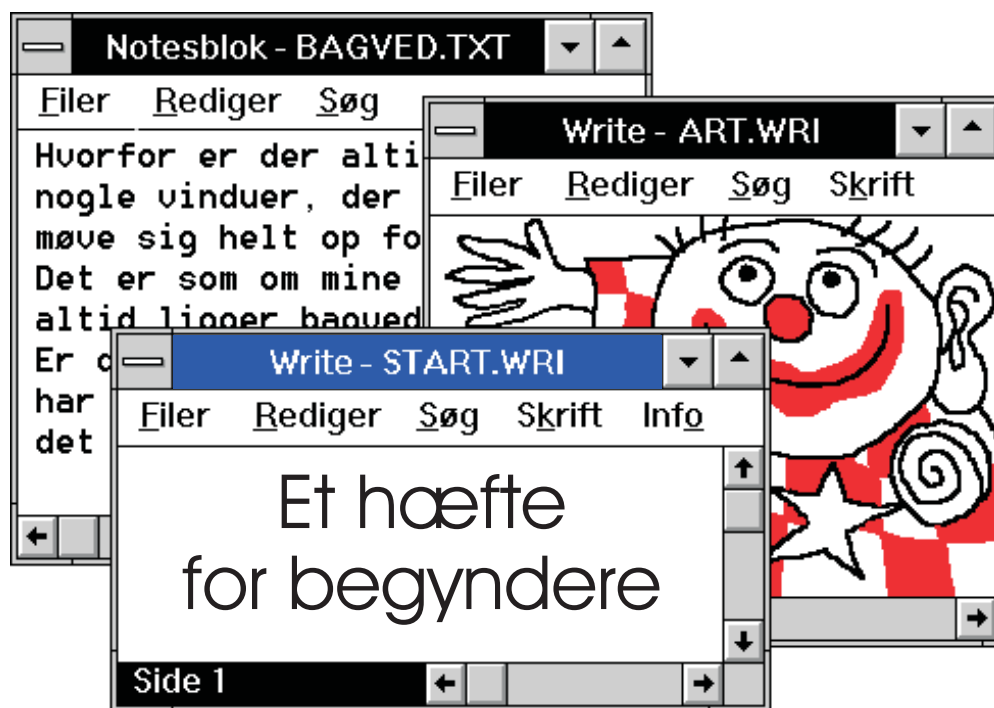 Notesblok - BAGVED.TXT
Filer Rediger Søg
Hvorfor er der alti
nogle vinduer, der
møve sig helt op fo
Det er som om mine
altid ligger bagved
Er d
har
det
Write - ART.WRI
Filer Rediger Søg Skrift
Write - START.WRI
Filer Rediger Søg Skrift Info
Et hæfte
for begyndere
Side 1